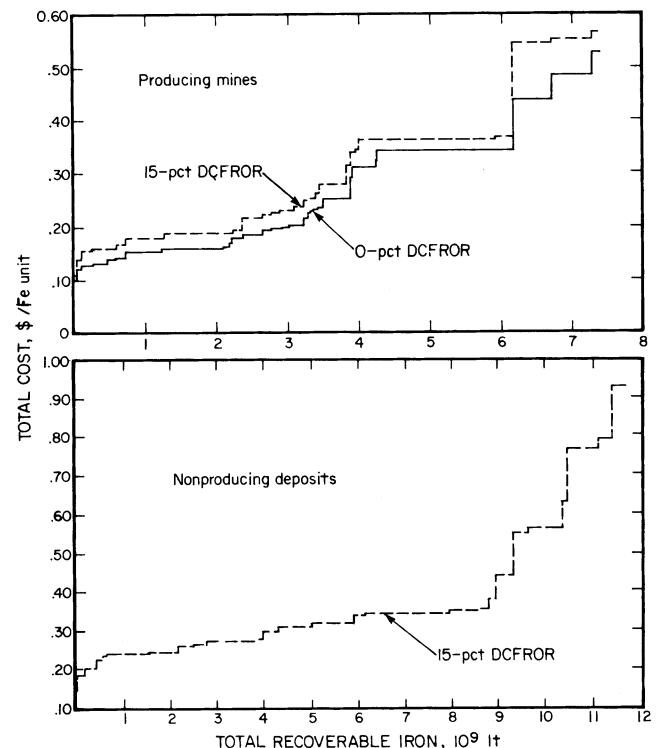 0.60
.50
.40
.30
.20
.10
0
Producing mines
15-pct DCFROR
0-pct DCFROR
1 2 3 4 5 6 7 8
TOTAL COST, $ /Fe unit
1.00
.90
.80
.70
.60
.50
.40
.30
.20
.10
Nonproducing deposits
15-pct DCFROR
1 2 3 4 5 6 7 8 9 10 11 12
TOTAL RECOVERABLE IRON, 10⁹ lt